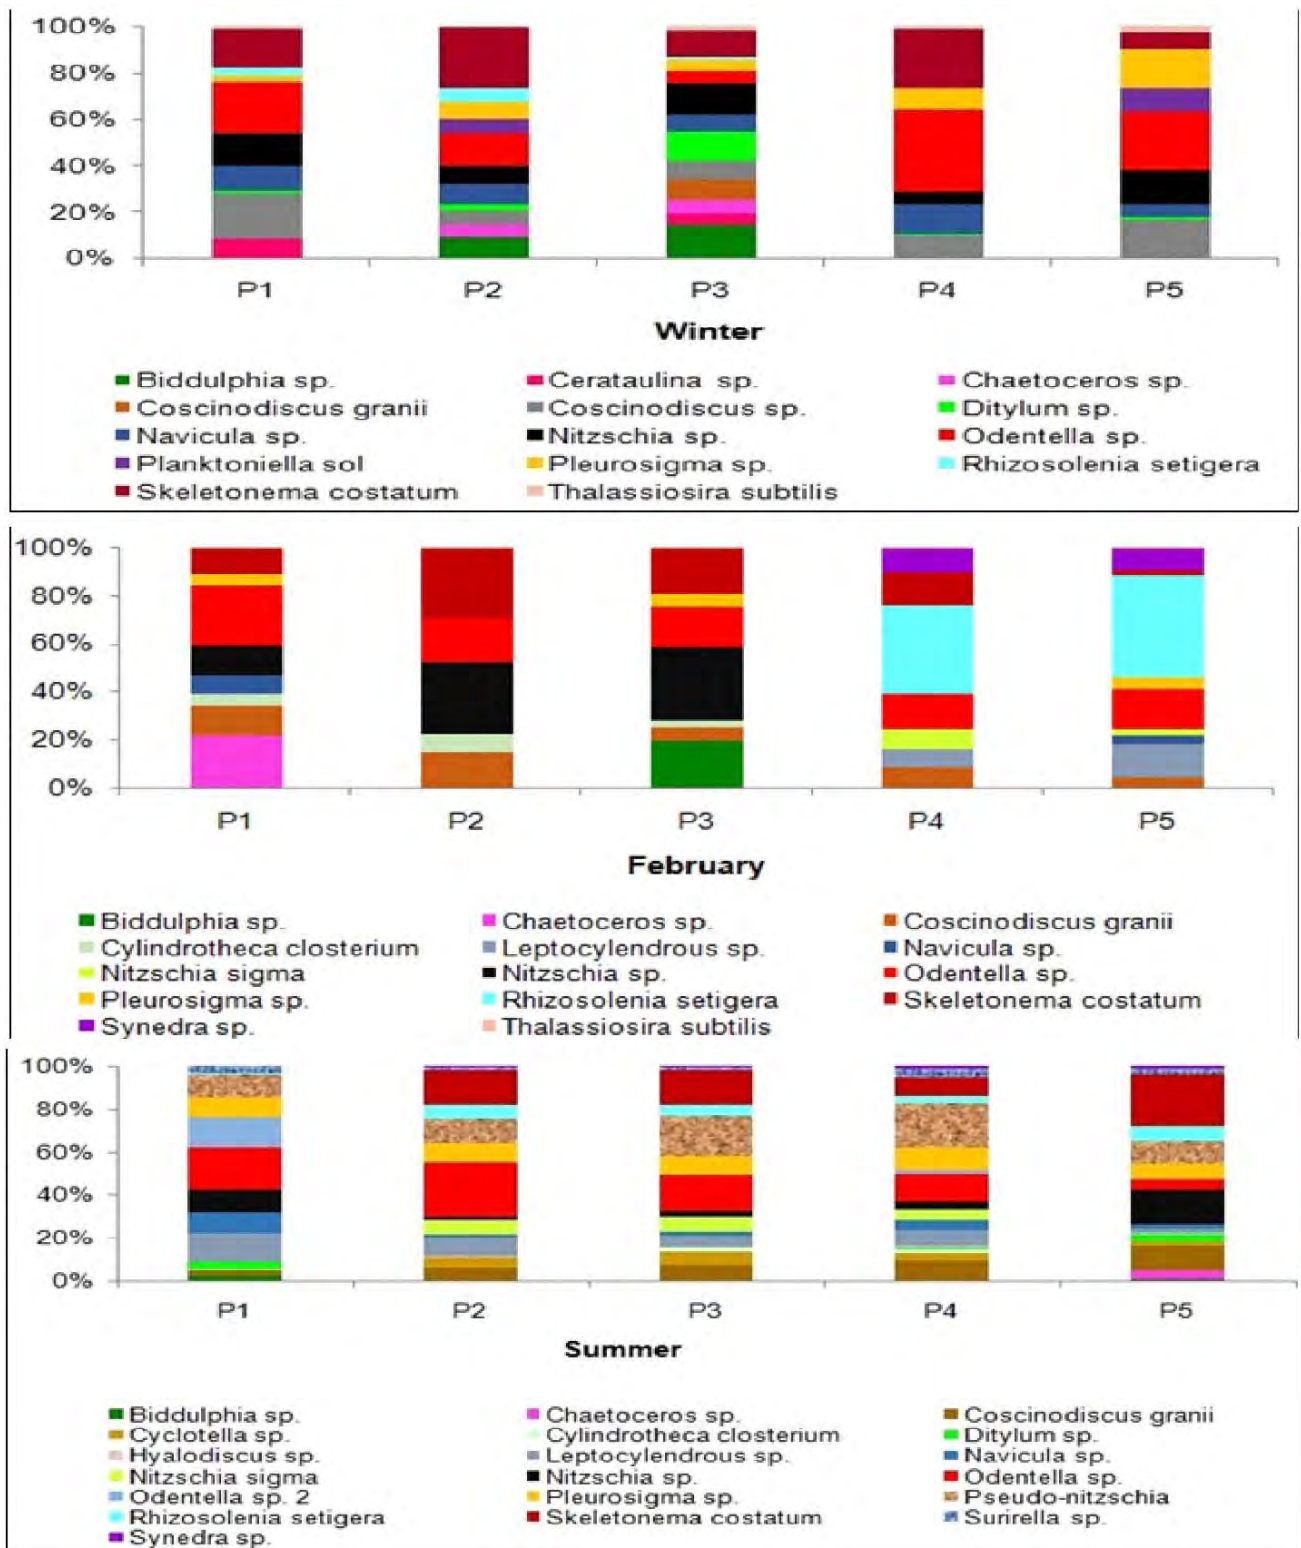 100%
80%
60%
40%
20%
0%
P1 P2 P3 P4 P5
Winter
Biddulphia sp. Cerataulina sp. Chaetoceros sp.
Coscinodiscus granii Coscinodiscus sp. Ditylum sp.
Navicula sp. Nitzschia sp. Odentella sp.
Planktoniella sol Pleurosigma sp. Rhizosolenia setigera
Skeletonema costatum Thalassiosira subtilis
100%
80%
60%
40%
20%
0%
P1 P2 P3 P4 P5
February
Biddulphia sp. Chaetoceros sp. Coscinodiscus granii
Cylindrotheca closterium Leptocylendrous sp. Navicula sp.
Nitzschia sigma Nitzschia sp. Odentella sp.
Pleurosigma sp. Rhizosolenia setigera Skeletonema costatum
Synedra sp. Thalassiosira subtilis
100%
80%
60%
40%
20%
0%
P1 P2 P3 P4 P5
Summer
Biddulphia sp. Chaetoceros sp. Coscinodiscus granii
Cyclotella sp. Cylindrotheca closterium Ditylum sp.
Hyalodiscus sp. Leptocylendrous sp. Navicula sp.
Nitzschia sigma Nitzschia sp. Odentella sp.
Odentella sp. 2 Pleurosigma sp. Pseudo-nitzschia
Rhizosolenia setigera Skeletonema costatum Surirella sp.
Synedra sp.